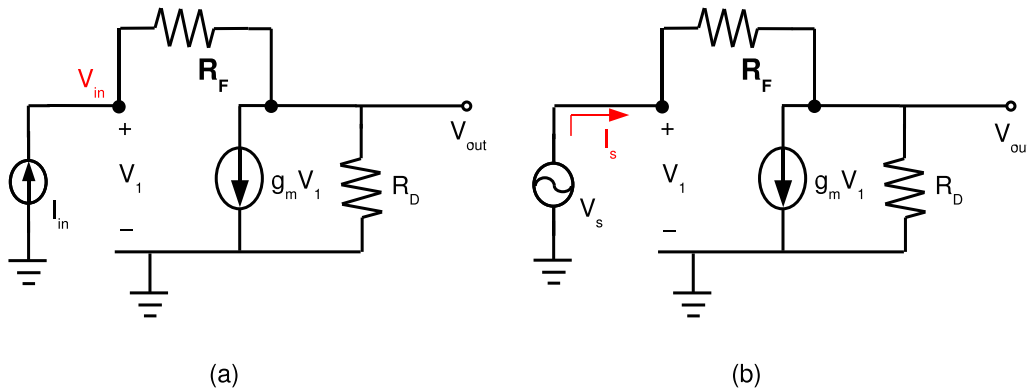 R_F
V_in
+
V_1
−
I_in
g_mV_1
R_D
V_out
(a)
R_F
I_s
+
V_1
−
V_s
g_mV_1
R_D
V_ou
(b)